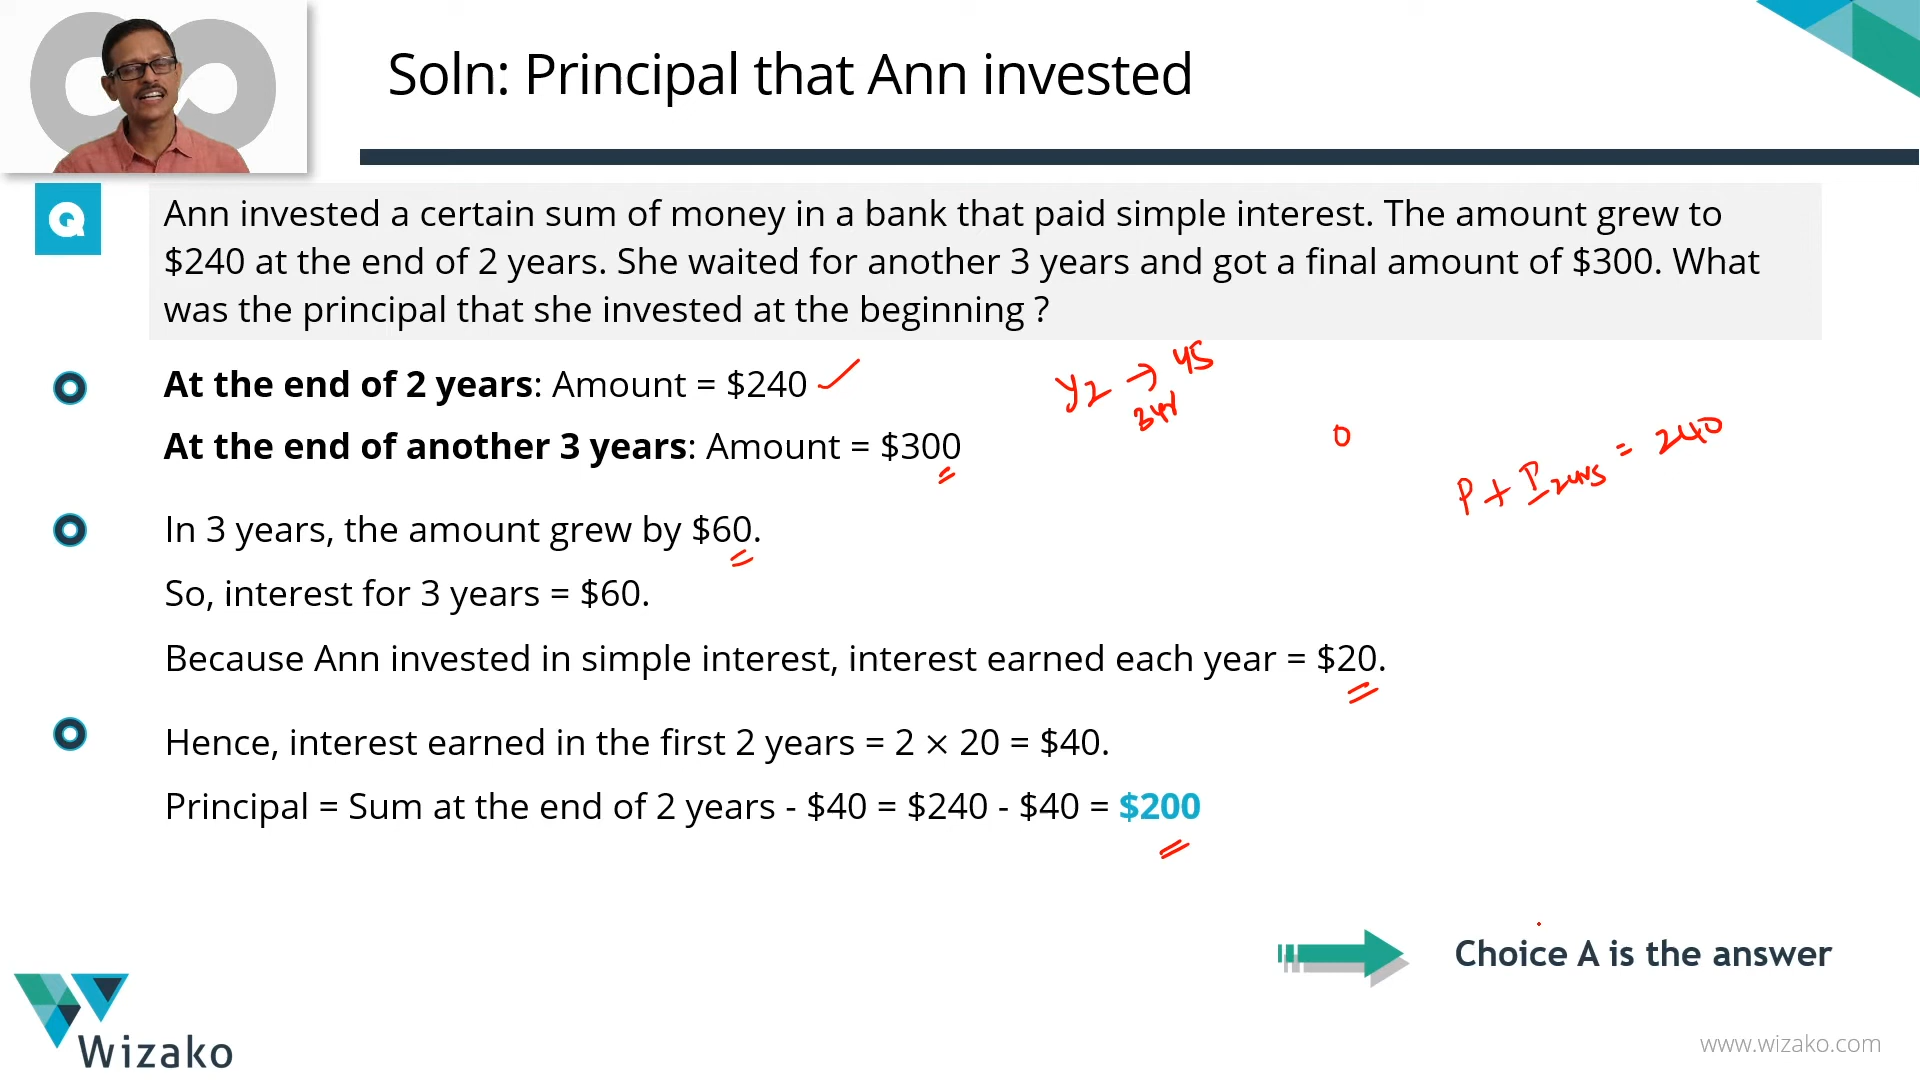 Soln: Principal that Ann invested
Q
Ann invested a certain sum of money in a bank that paid simple interest. The amount grew to
$240 at the end of 2 years. She waited for another 3 years and got a final amount of $300. What
was the principal that she invested at the beginning ?
At the end of 2 years: Amount = $240
y2 → y5
3yr
At the end of another 3 years: Amount = $300
0
P + I 2yrs = 240
In 3 years, the amount grew by $60.
So, interest for 3 years = $60.
Because Ann invested in simple interest, interest earned each year = $20.
Hence, interest earned in the first 2 years = 2 × 20 = $40.
Principal = Sum at the end of 2 years - $40 = $240 - $40 = $200
Choice A is the answer
Wizako
www.wizako.com